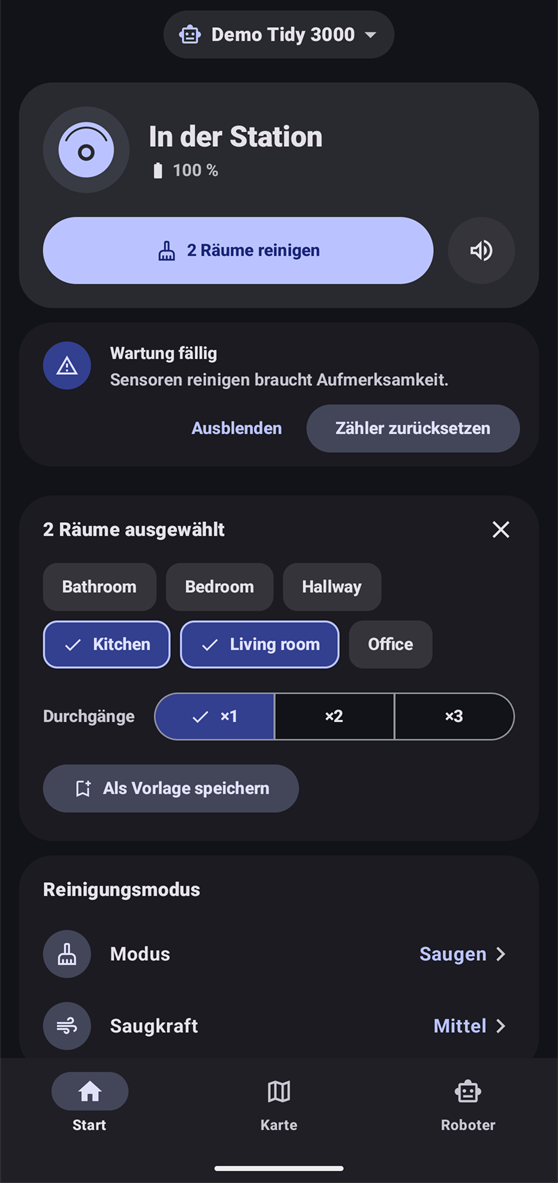 Demo Tidy 3000
In der Station
100 %
2 Räume reinigen
Wartung fällig
Sensoren reinigen braucht Aufmerksamkeit.
Ausblenden
Zähler zurücksetzen
2 Räume ausgewählt
Bathroom Bedroom Hallway
Kitchen Living room Office
Durchgänge ×1 ×2 ×3
Als Vorlage speichern
Reinigungsmodus
Modus Saugen
Saugkraft Mittel
Start Karte Roboter